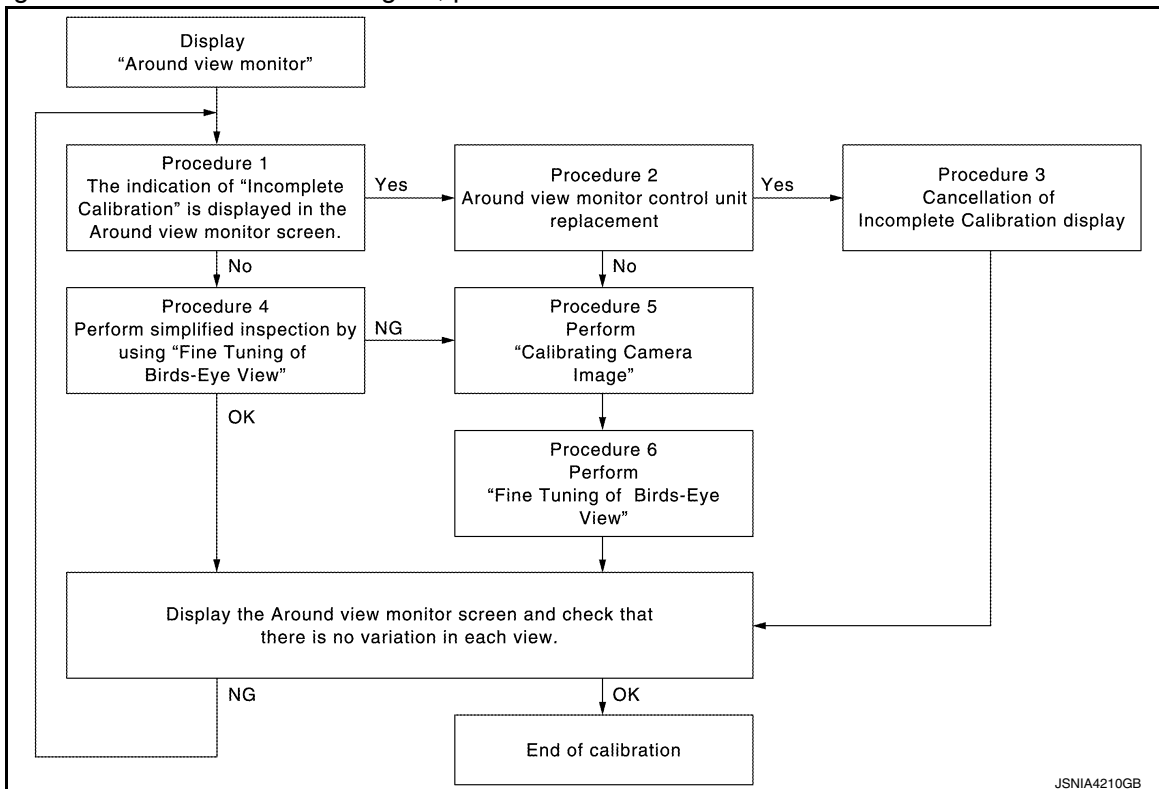 Display
“Around view monitor”
Procedure 1
The indication of “Incomplete
Calibration” is displayed in the
Around view monitor screen.
Yes
Procedure 2
Around view monitor control unit
replacement
Yes
Procedure 3
Cancellation of
Incomplete Calibration display
No
No
Procedure 4
Perform simplified inspection by
using “Fine Tuning of
Birds-Eye View”
NG
Procedure 5
Perform
“Calibrating Camera
Image”
OK
Procedure 6
Perform
“Fine Tuning of Birds-Eye
View”
Display the Around view monitor screen and check that
there is no variation in each view.
NG
OK
End of calibration
JSNIA4210GB